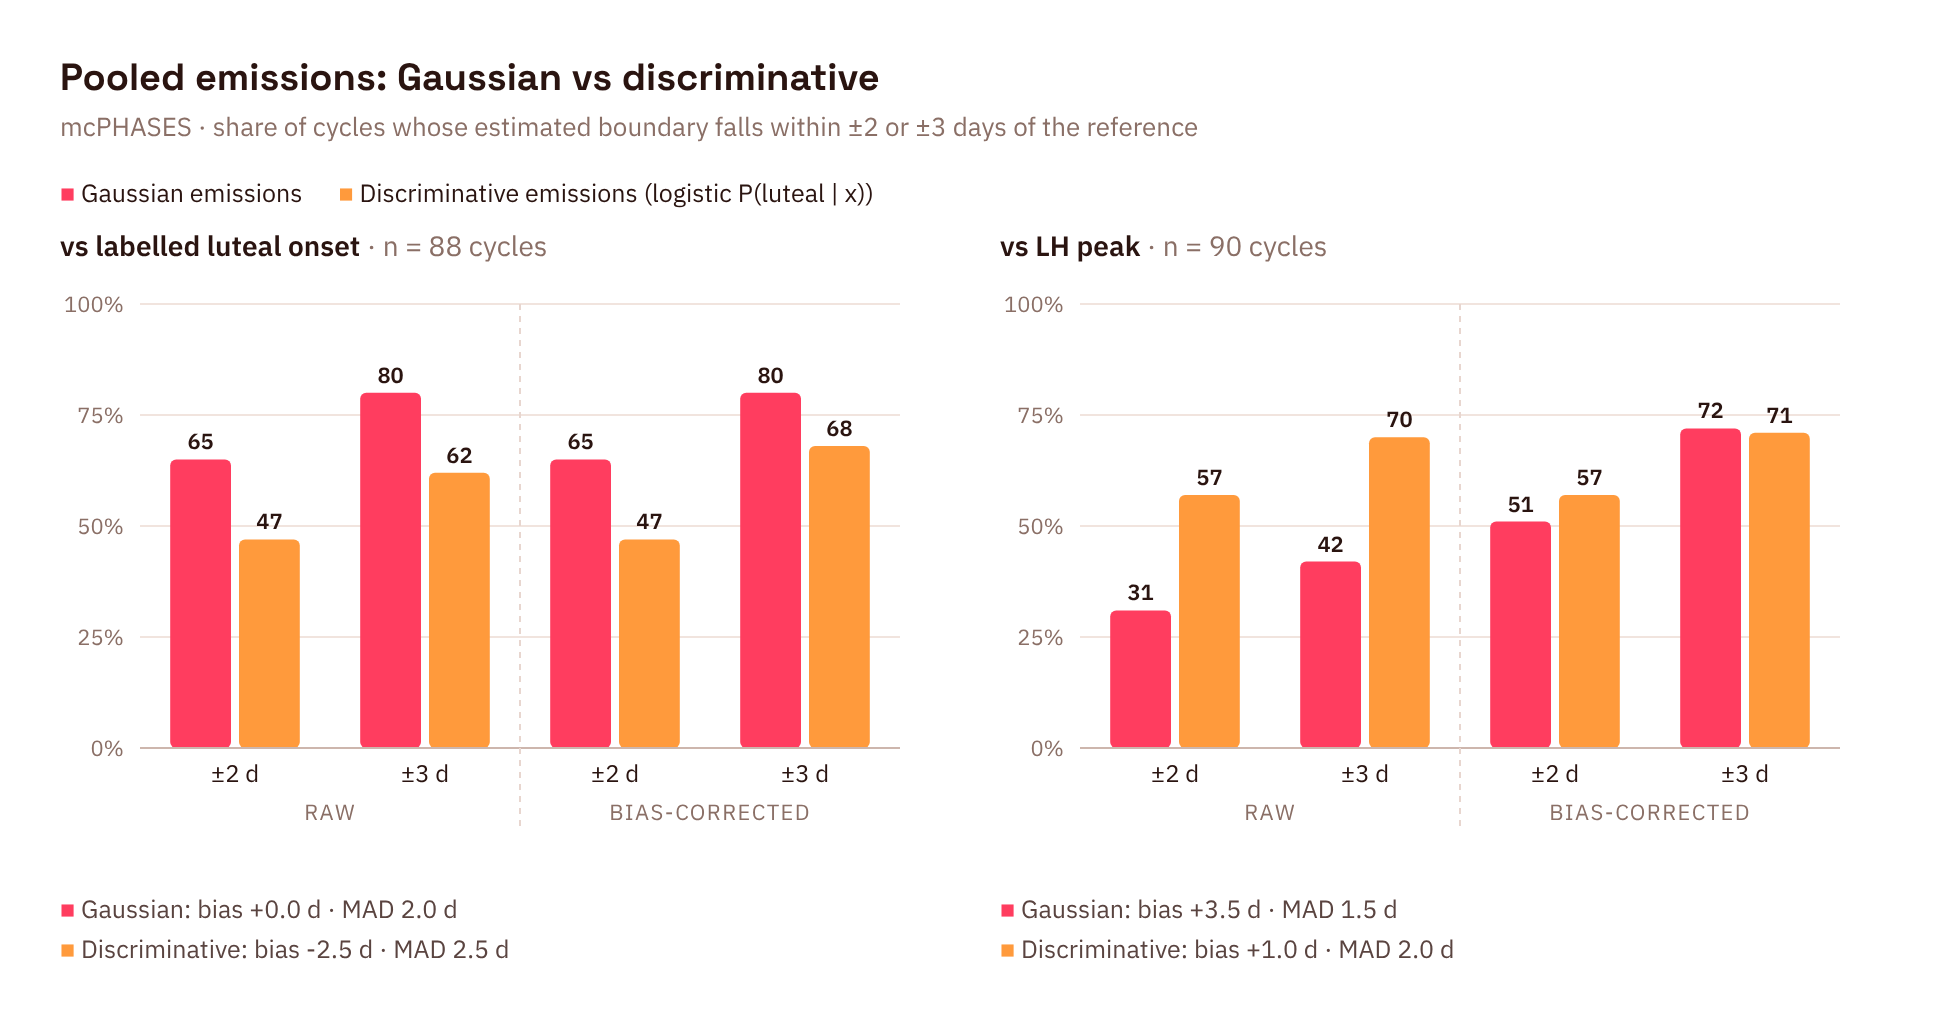 Pooled emissions: Gaussian vs discriminative
mcPHASES · share of cycles whose estimated boundary falls within ±2 or ±3 days of the reference
Gaussian emissions Discriminative emissions (logistic P(luteal | x))
vs labelled luteal onset · n = 88 cycles
100%
75%
50%
25%
0%
65
47
80
62
65
47
80
68
±2 d ±3 d ±2 d ±3 d
RAW BIAS-CORRECTED
Gaussian: bias +0.0 d · MAD 2.0 d
Discriminative: bias -2.5 d · MAD 2.5 d
vs LH peak · n = 90 cycles
100%
75%
50%
25%
0%
31
57
42
70
51
57
72
71
±2 d ±3 d ±2 d ±3 d
RAW BIAS-CORRECTED
Gaussian: bias +3.5 d · MAD 1.5 d
Discriminative: bias +1.0 d · MAD 2.0 d